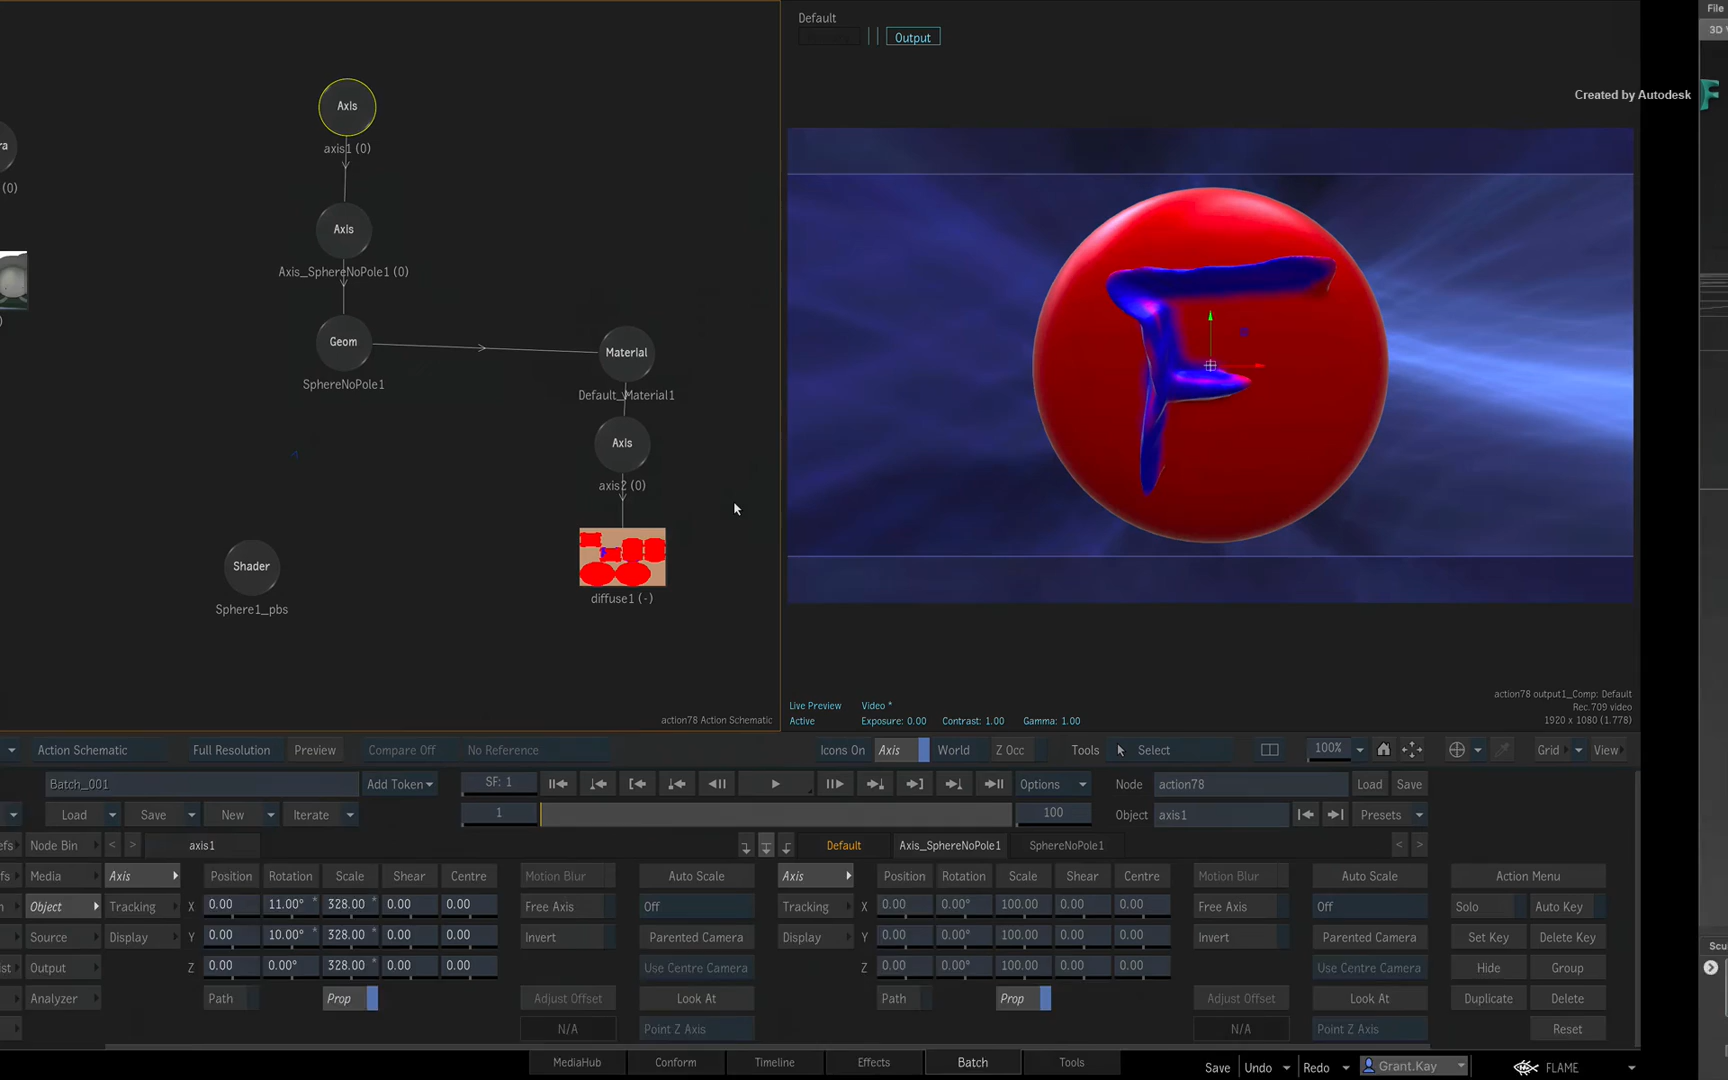 File
3D
Default
Output
Created by Autodesk
Axis
axis1 (0)
ra
(0)
Axis
Axis_SphereNoPole1 (0)
Geom
SphereNoPole1
Material
Default_Material1
Axis
axis2 (0)
diffuse1 (-)
Shader
Sphere1_pbs
action78 Action Schematic
Live Preview Video *
Active Exposure: 0.00 Contrast: 1.00 Gamma: 1.00
action78 output1_Comp: Default
Rec.709 video
1920 x 1080 (1.778)
Action Schematic Full Resolution Preview Compare Off No Reference Icons On Axis World Z Occ Tools Select 100% Grid View
Batch_001 Add Token SF: 1 Options Node action78 Load Save
Load Save New Iterate 1 100 Object axis1 Presets
efs Node Bin < > axis1 Default Axis_SphereNoPole1 SphereNoPole1 < >
fs Media Axis Position Rotation Scale Shear Centre Motion Blur Auto Scale Axis Position Rotation Scale Shear Centre Motion Blur Auto Scale Action Menu
Object Tracking X 0.00 11.00° * 328.00 * 0.00 0.00 Free Axis Off Tracking X 0.00 0.00° 100.00 0.00 0.00 Free Axis Off Solo Auto Key
Source Display Y 0.00 10.00° * 328.00 * 0.00 0.00 Invert Parented Camera Display Y 0.00 0.00° 100.00 0.00 0.00 Invert Parented Camera Set Key Delete Key
Scu
ist Output Z 0.00 0.00° 328.00 * 0.00 0.00 Use Centre Camera Z 0.00 0.00° 100.00 0.00 0.00 Use Centre Camera Hide Group
Analyzer Path Prop Adjust Offset Look At Path Prop Adjust Offset Look At Duplicate Delete
N/A Point Z Axis N/A Point Z Axis Reset
MediaHub Conform Timeline Effects Batch Tools Save Undo Redo Grant.Kay FLAME